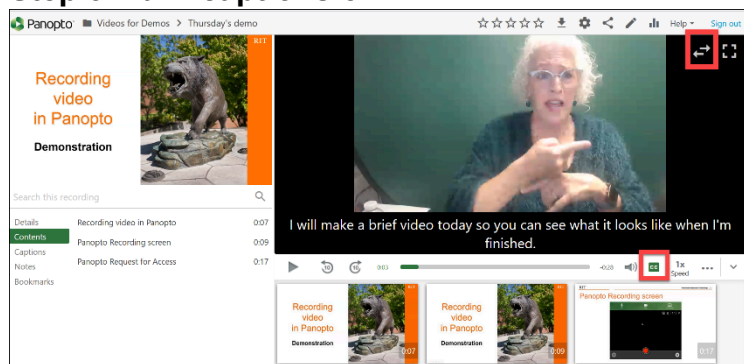 Panopto
Videos for Demos > Thursday's demo
Help
Sign out
Recording
video
in Panopto
Demonstration
RIT
Search this recording
Details
Contents
Captions
Notes
Bookmarks
Recording video in Panopto 0:07
Panopto Recording screen 0:09
Panopto Request for Access 0:17
I will make a brief video today so you can see what it looks like when I'm
finished.
10
10
0:03
CC
1x
Speed
Recording
video
in Panopto
Demonstration
0:07
Recording
video
in Panopto
Demonstration
0:09
RIT
Panopto Recording screen
0:17